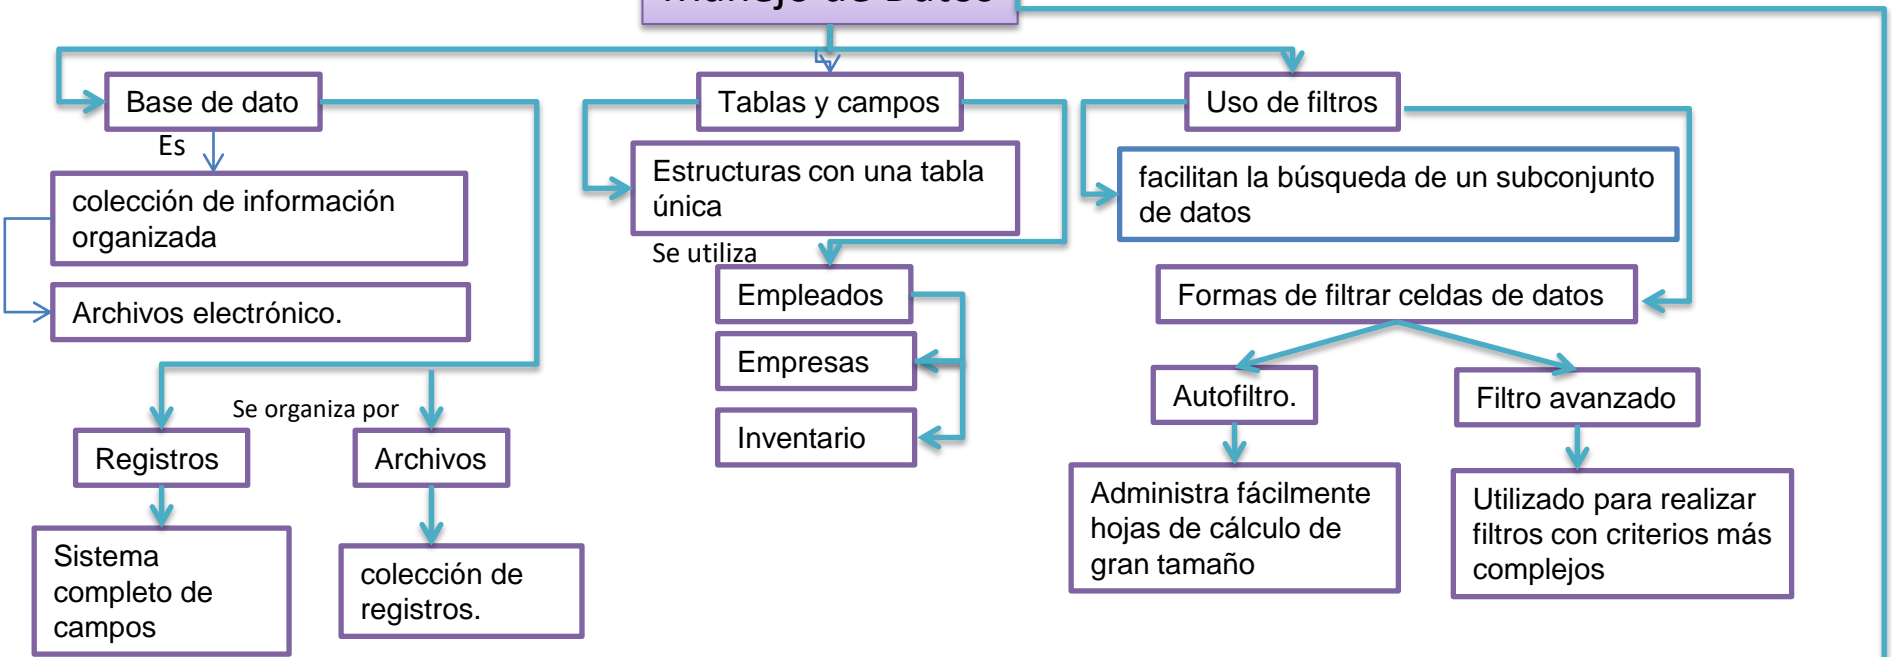 Manejo de Datos
Base de dato
Tablas y campos
Uso de filtros
Es
colección de información
organizada
Archivos electrónico.
Estructuras con una tabla
única
Se utiliza
Empleados
Empresas
Inventario
facilitan la búsqueda de un subconjunto
de datos
Formas de filtrar celdas de datos
Autofiltro.
Filtro avanzado
Administra fácilmente
hojas de cálculo de
gran tamaño
Utilizado para realizar
filtros con criterios más
complejos
Se organiza por
Registros
Archivos
Sistema
completo de
campos
colección de
registros.